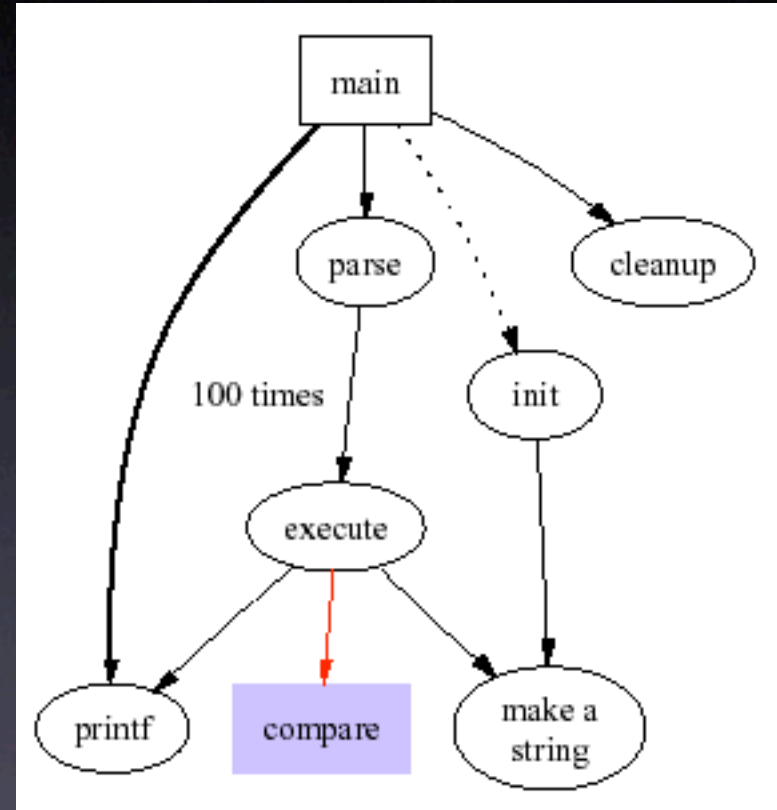 main
parse
cleanup
100 times
init
execute
printf
compare
make a
string